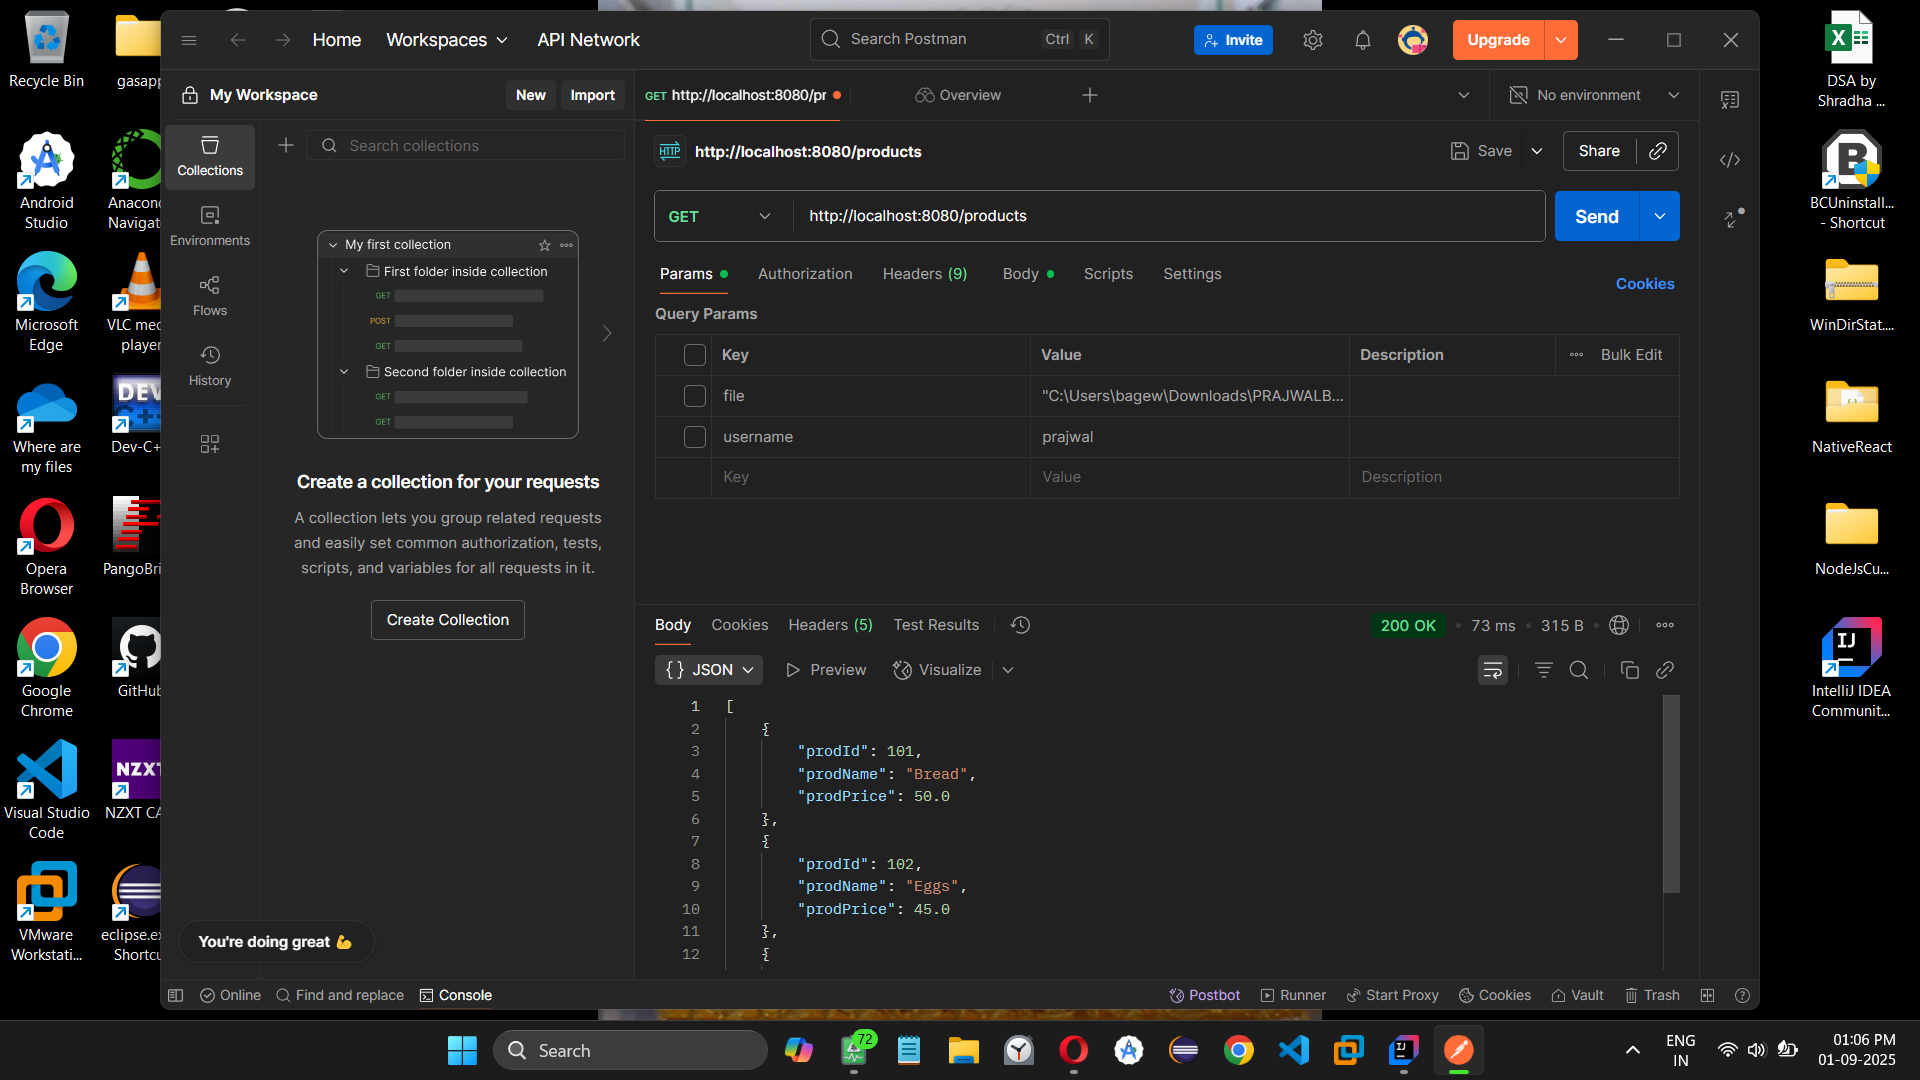 Recycle Bin
gasapp
Android
Studio
Anacon
Navigat
Microsoft
Edge
VLC med
player
Where are
my files
Dev-C+
Opera
Browser
PangoBri
Google
Chrome
GitHub
Visual Studio
Code
NZXT
NZXT CA
VMware
Workstati...
eclipse.ex
Shortcu
Home
Workspaces
API Network
Search Postman
Ctrl K
Invite
Upgrade
My Workspace
New
Import
GET http://localhost:8080/pr
Overview
No environment
Collections
Environments
Flows
History
Search collections
My first collection
First folder inside collection
GET
POST
GET
Second folder inside collection
GET
GET
Create a collection for your requests
A collection lets you group related requests
and easily set common authorization, tests,
scripts, and variables for all requests in it.
Create Collection
You're doing great 💪
HTTP http://localhost:8080/products
Save
Share
GET http://localhost:8080/products
Send
Params
Authorization
Headers (9)
Body
Scripts
Settings
Cookies
Query Params
Key Value Description Bulk Edit
file "C:\Users\bagew\Downloads\PRAJWALB...
username prajwal
Key Value Description
Body Cookies Headers (5) Test Results
200 OK 73 ms 315 B
{} JSON
Preview
Visualize
1 [
2 {
3 "prodId": 101,
4 "prodName": "Bread",
5 "prodPrice": 50.0
6 },
7 {
8 "prodId": 102,
9 "prodName": "Eggs",
10 "prodPrice": 45.0
11 },
12 {
Online
Find and replace
Console
Postbot
Runner
Start Proxy
Cookies
Vault
Trash
DSA by
Shradha ...
BCUninstall...
- Shortcut
WinDirStat....
NativeReact
NodeJsCu...
IntelliJ IDEA
Communit...
Search
72
ENG
IN
01:06 PM
01-09-2025